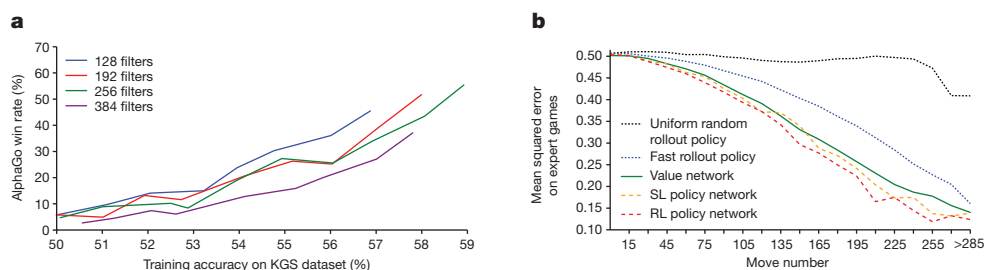 a
AlphaGo win rate (%)
70
60
50
40
30
20
10
0
128 filters
192 filters
256 filters
384 filters
50 51 52 53 54 55 56 57 58 59
Training accuracy on KGS dataset (%)
b
Mean squared error
on expert games
0.50
0.45
0.40
0.35
0.30
0.25
0.20
0.15
0.10
Uniform random
rollout policy
Fast rollout policy
Value network
SL policy network
RL policy network
15 45 75 105 135 165 195 225 255 >285
Move number